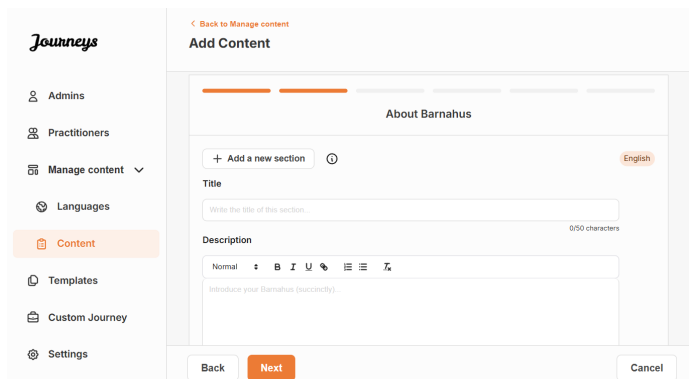 Journeys
Admins
Practitioners
Manage content
Languages
Content
Templates
Custom Journey
Settings
Back to Manage content
Add Content
About Barnahus
+ Add a new section
English
Title
Write the title of this section...
0/50 characters
Description
Normal B I U
Introduce your Barnahus (succinctly)...
Back
Next
Cancel